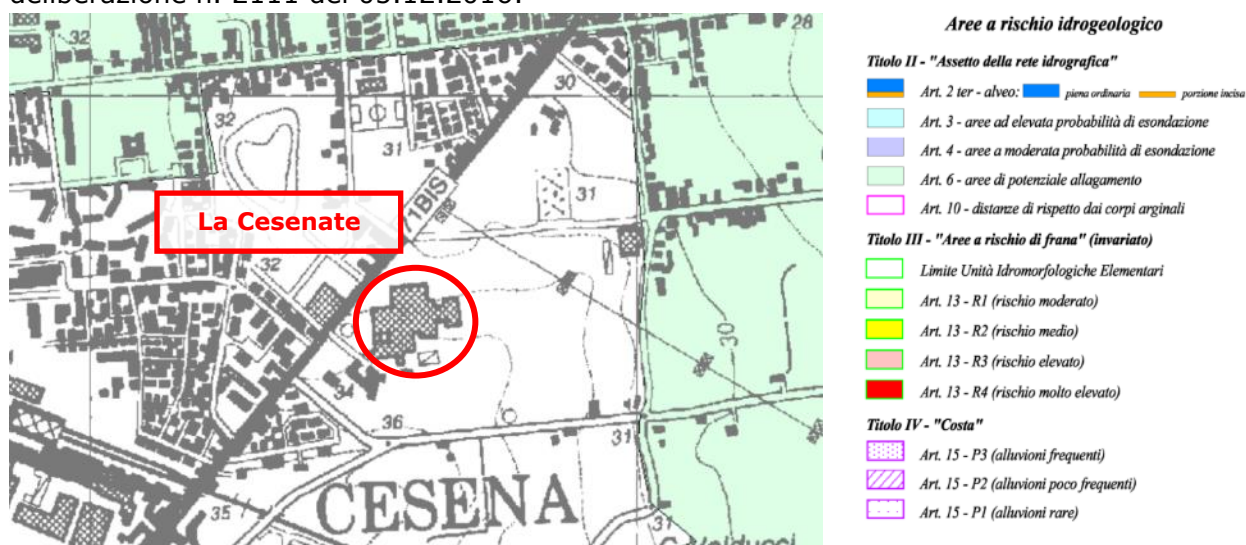 deliberazione n. 2111 del 05.12.2016.
32
28
30
32
31
71BIS
31
La Cesenate
32
30
34
36
31
CESENA
35
31
Aree a rischio idrogeologico
Titolo II - "Assetto della rete idrografica"
Art. 2 ter - alveo: piena ordinaria porzione incisa
Art. 3 - aree ad elevata probabilità di esondazione
Art. 4 - aree a moderata probabilità di esondazione
Art. 6 - aree di potenziale allagamento
Art. 10 - distanze di rispetto dai corpi arginali
Titolo III - "Aree a rischio di frana" (invariato)
Limite Unità Idromorfologiche Elementari
Art. 13 - R1 (rischio moderato)
Art. 13 - R2 (rischio medio)
Art. 13 - R3 (rischio elevato)
Art. 13 - R4 (rischio molto elevato)
Titolo IV - "Costa"
Art. 15 - P3 (alluvioni frequenti)
Art. 15 - P2 (alluvioni poco frequenti)
Art. 15 - P1 (alluvioni rare)